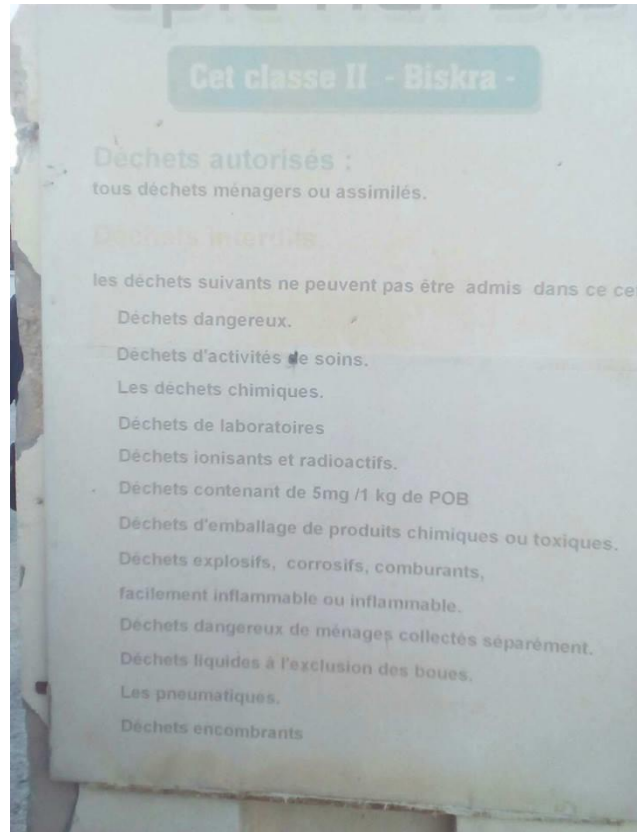 Cet classe II - Biskra -
Déchets autorisés :
tous déchets ménagers ou assimilés.
Déchets interdits
les déchets suivants ne peuvent pas être admis dans ce
Déchets dangereux.
Déchets d'activités de soins.
Les déchets chimiques.
Déchets de laboratoires
Déchets ionisants et radioactifs.
Déchets contenant de 5mg /1 kg de POB
Déchets d'emballage de produits chimiques ou toxiques.
Déchets explosifs, corrosifs, comburants,
facilement inflammable ou inflammable.
Déchets dangereux de ménages collectés séparément.
Déchets liquides à l'exclusion des boues.
Les pneumatiques.
Déchets encombrants